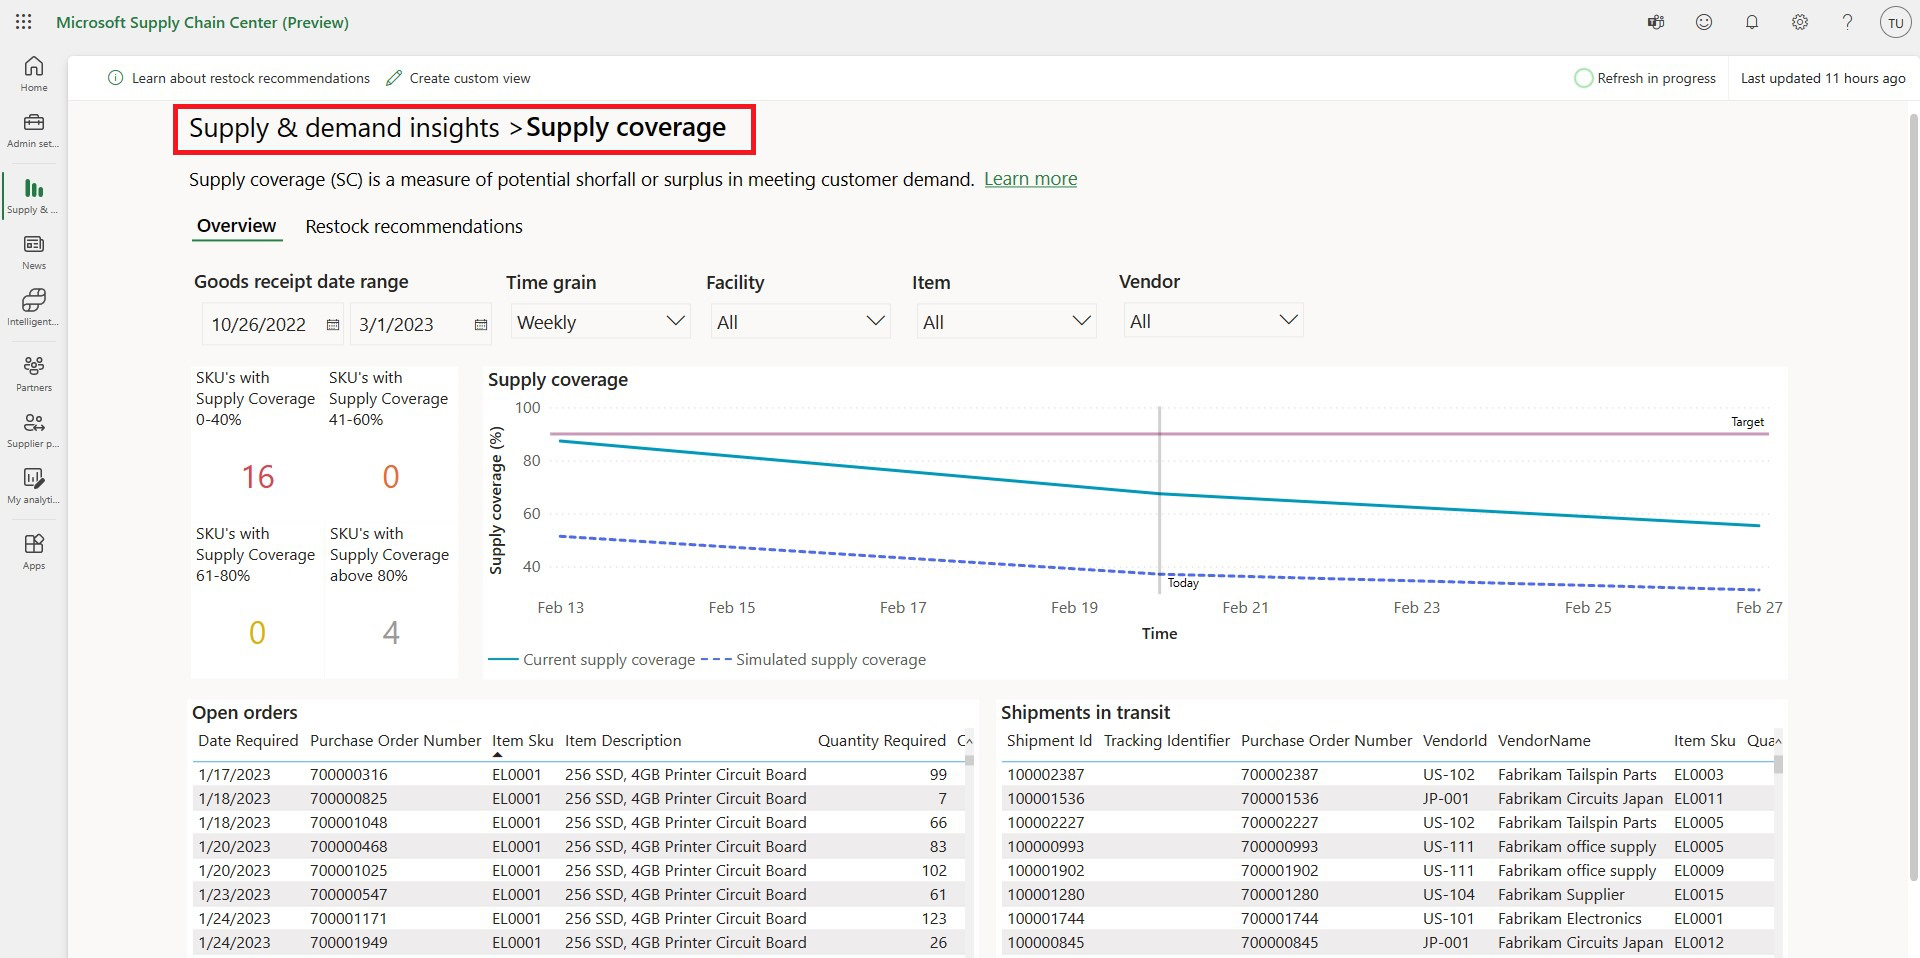 Microsoft Supply Chain Center (Preview)
TU
Home
Admin set...
Supply & ...
News
Intelligent...
Partners
Supplier p...
My analyti...
Apps
Learn about restock recommendations
Create custom view
Refresh in progress
Last updated 11 hours ago
Supply & demand insights >Supply coverage
Supply coverage (SC) is a measure of potential shorfall or surplus in meeting customer demand. Learn more
Overview
Restock recommendations
Goods receipt date range
10/26/2022
3/1/2023
Time grain
Weekly
Facility
All
Item
All
Vendor
All
SKU's with
Supply Coverage
0-40%
16
SKU's with
Supply Coverage
41-60%
0
SKU's with
Supply Coverage
61-80%
0
SKU's with
Supply Coverage
above 80%
4
Supply coverage
Supply coverage (%)
100
80
60
40
Target
Today
Feb 13 Feb 15 Feb 17 Feb 19 Feb 21 Feb 23 Feb 25 Feb 27
Time
Current supply coverage Simulated supply coverage
Open orders
Date Required Purchase Order Number Item Sku Item Description Quantity Required
1/17/2023 700000316 EL0001 256 SSD, 4GB Printer Circuit Board 99
1/18/2023 700000825 EL0001 256 SSD, 4GB Printer Circuit Board 7
1/18/2023 700001048 EL0001 256 SSD, 4GB Printer Circuit Board 66
1/20/2023 700000468 EL0001 256 SSD, 4GB Printer Circuit Board 83
1/20/2023 700001025 EL0001 256 SSD, 4GB Printer Circuit Board 102
1/23/2023 700000547 EL0001 256 SSD, 4GB Printer Circuit Board 61
1/24/2023 700001171 EL0001 256 SSD, 4GB Printer Circuit Board 123
1/24/2023 700001949 EL0001 256 SSD, 4GB Printer Circuit Board 26
Shipments in transit
Shipment Id Tracking Identifier Purchase Order Number VendorId VendorName Item Sku Qua
100002387 700002387 US-102 Fabrikam Tailspin Parts EL0003
100001536 700001536 JP-001 Fabrikam Circuits Japan EL0011
100002227 700002227 US-102 Fabrikam Tailspin Parts EL0005
100000993 700000993 US-111 Fabrikam office supply EL0005
100001902 700001902 US-111 Fabrikam office supply EL0009
100001280 700001280 US-104 Fabrikam Supplier EL0015
100001744 700001744 US-101 Fabrikam Electronics EL0001
100000845 700000845 JP-001 Fabrikam Circuits Japan EL0012